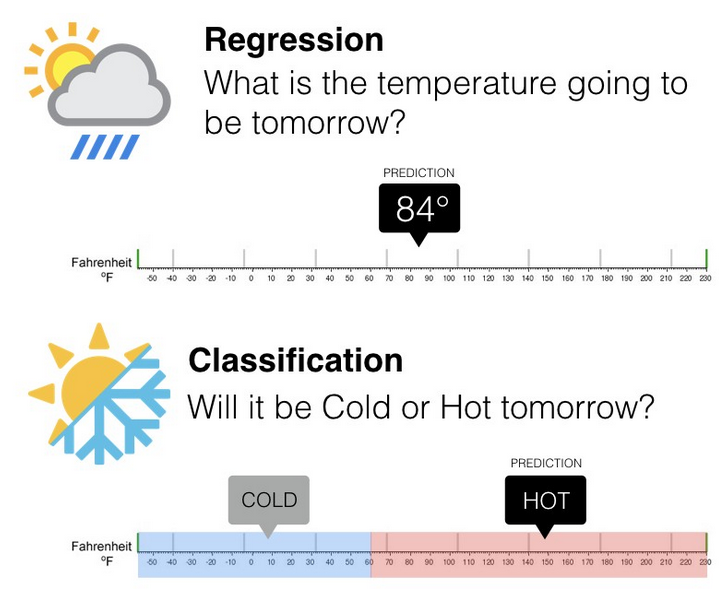 Regression
What is the temperature going to
be tomorrow?
PREDICTION
84°
Fahrenheit
ºF
-50 -40 -30 -20 -10 0 10 20 30 40 50 60 70 80 90 100 110 120 130 140 150 160 170 180 190 200 210 220 230
Classification
Will it be Cold or Hot tomorrow?
PREDICTION
COLD HOT
Fahrenheit
ºF
-50 -40 -30 -20 -10 0 10 20 30 40 50 60 70 80 90 100 110 120 130 140 150 160 170 180 190 200 210 220 230